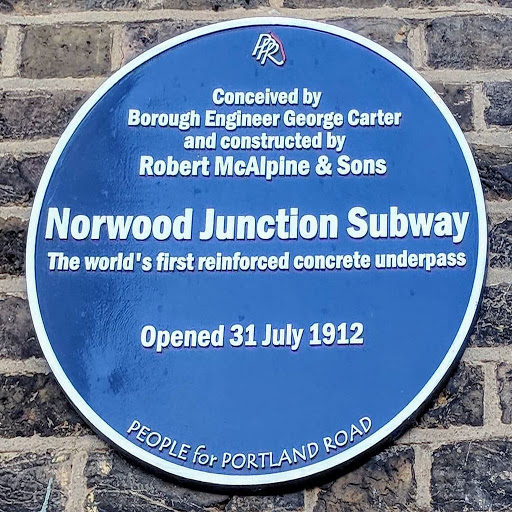 PPR
Conceived by
Borough Engineer George Carter
and constructed by
Robert McAlpine & Sons
Norwood Junction Subway
The world's first reinforced concrete underpass
Opened 31 July 1912
PEOPLE for PORTLAND ROAD